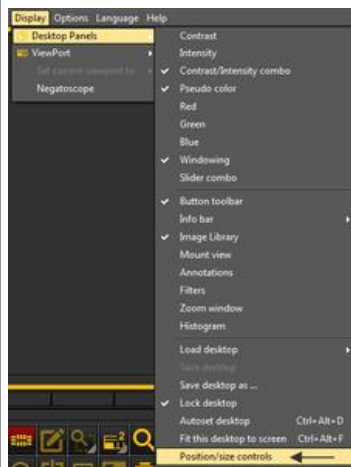 Display Options Language Help
Desktop Panels
ViewPort
Set current viewport to
Negatoscope
Contrast
Intensity
Contrast/Intensity combo
Pseudo color
Red
Green
Blue
Windowing
Slider combo
Button toolbar
Info bar
Image Library
Mount view
Annotations
Filters
Zoom window
Histogram
Load desktop
Save desktop
Save desktop as ...
Lock desktop
Autoset desktop Ctrl+Alt+D
Fit this desktop to screen Ctrl+Alt+F
Position/size controls